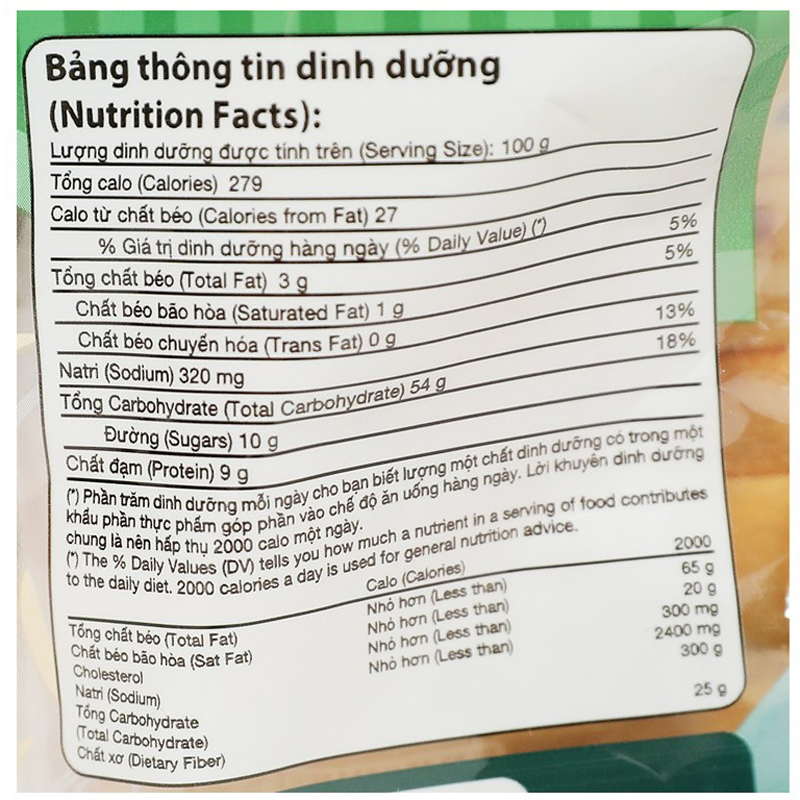 Bảng thông tin dinh dưỡng
(Nutrition Facts):
Lượng dinh dưỡng được tính trên (Serving Size): 100 g
Tổng calo (Calories) 279
Calo từ chất béo (Calories from Fat) 27
% Giá trị dinh dưỡng hàng ngày (% Daily Value) (*)
Tổng chất béo (Total Fat) 3 g 5%
Chất béo bão hòa (Saturated Fat) 1 g 5%
Chất béo chuyển hóa (Trans Fat) 0 g
Natri (Sodium) 320 mg 13%
Tổng Carbohydrate (Total Carbohydrate) 54 g 18%
Đường (Sugars) 10 g
Chất đạm (Protein) 9 g
(*) Phần trăm dinh dưỡng mỗi ngày cho bạn biết lượng một chất dinh dưỡng có trong một
khẩu phần thực phẩm góp phần vào chế độ ăn uống hàng ngày. Lời khuyên dinh dưỡng
chung là nên hấp thụ 2000 calo một ngày.
(*) The % Daily Values (DV) tells you how much a nutrient in a serving of food contributes
to the daily diet. 2000 calories a day is used for general nutrition advice.
Calo (Calories) 2000
Tổng chất béo (Total Fat) Nhỏ hơn (Less than) 65 g
Chất béo bão hòa (Sat Fat) Nhỏ hơn (Less than) 20 g
Cholesterol Nhỏ hơn (Less than) 300 mg
Natri (Sodium) Nhỏ hơn (Less than) 2400 mg
Tổng Carbohydrate 300 g
(Total Carbohydrate)
Chất xơ (Dietary Fiber) 25 g